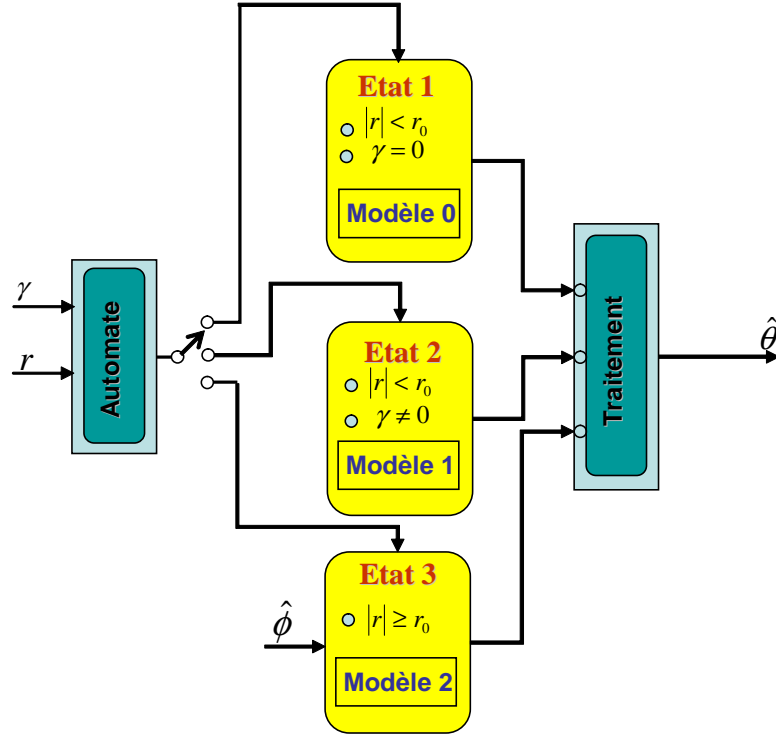 γ
r
Automate
Etat 1
|r| < r₀
γ = 0
Modèle 0
Etat 2
|r| < r₀
γ ≠ 0
Modèle 1
Etat 3
|r| ≥ r₀
Modèle 2
ϕ̂
Traitement
θ̂